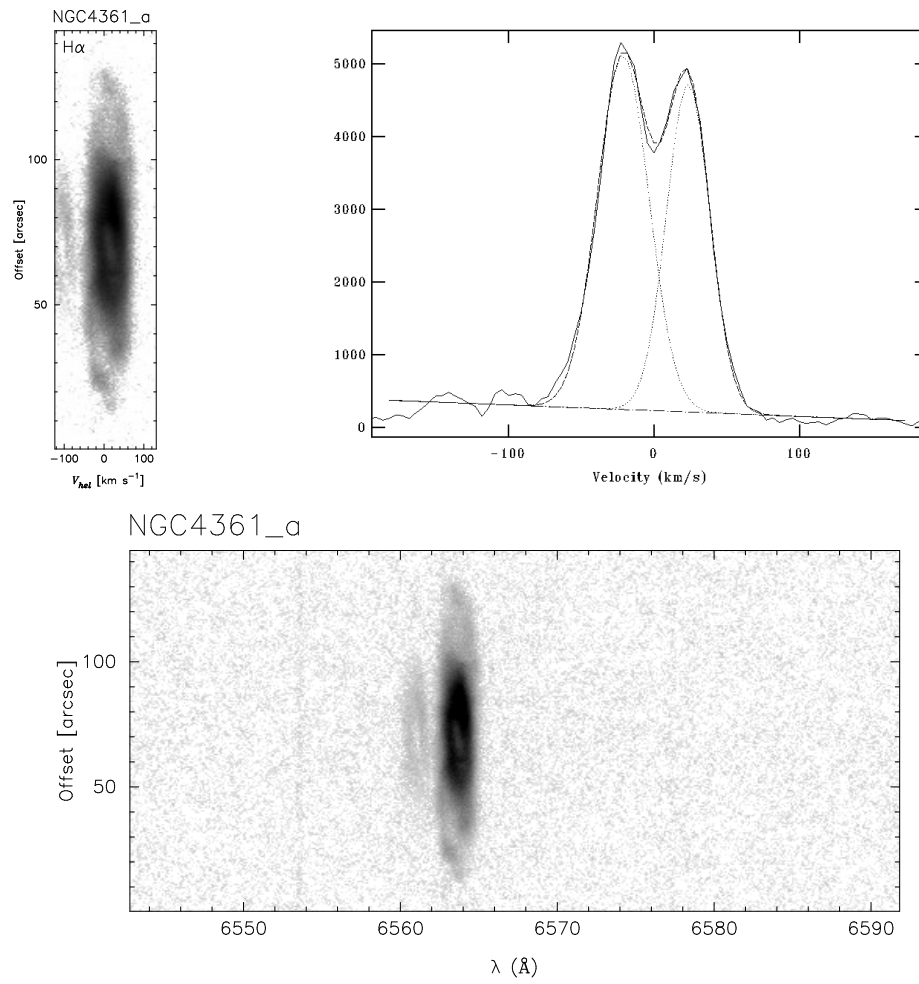 NGC4361_a
Hα
Offset [arcsec]
100
50
−100
0
100
V_hel [km s⁻¹]
5000
4000
3000
2000
1000
0
-100
0
100
Velocity (km/s)
NGC4361_a
Offset [arcsec]
100
50
6550
6560
6570
6580
6590
λ (Å)